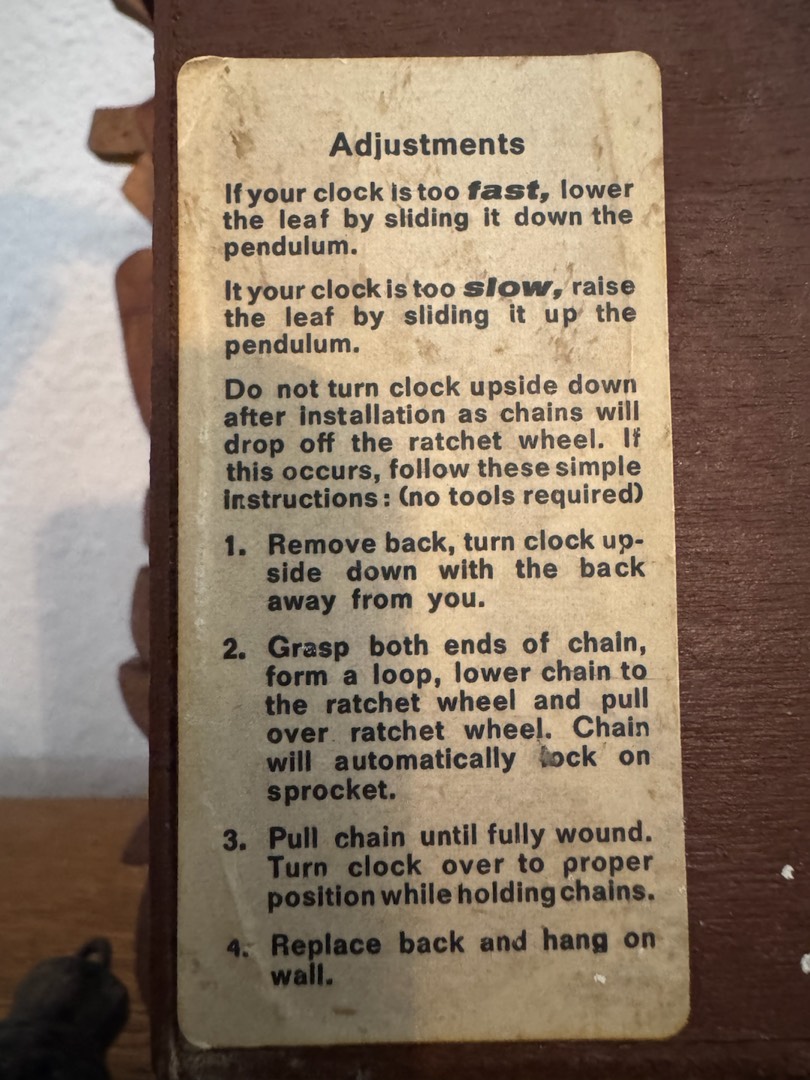 Adjustments
If your clock is too fast, lower
the leaf by sliding it down the
pendulum.
It your clock is too slow, raise
the leaf by sliding it up the
pendulum.
Do not turn clock upside down
after installation as chains will
drop off the ratchet wheel. If
this occurs, follow these simple
instructions: (no tools required)
1. Remove back, turn clock up-
side down with the back
away from you.
2. Grasp both ends of chain,
form a loop, lower chain to
the ratchet wheel and pull
over ratchet wheel. Chain
will automatically lock on
sprocket.
3. Pull chain until fully wound.
Turn clock over to proper
position while holding chains.
4. Replace back and hang on
wall.